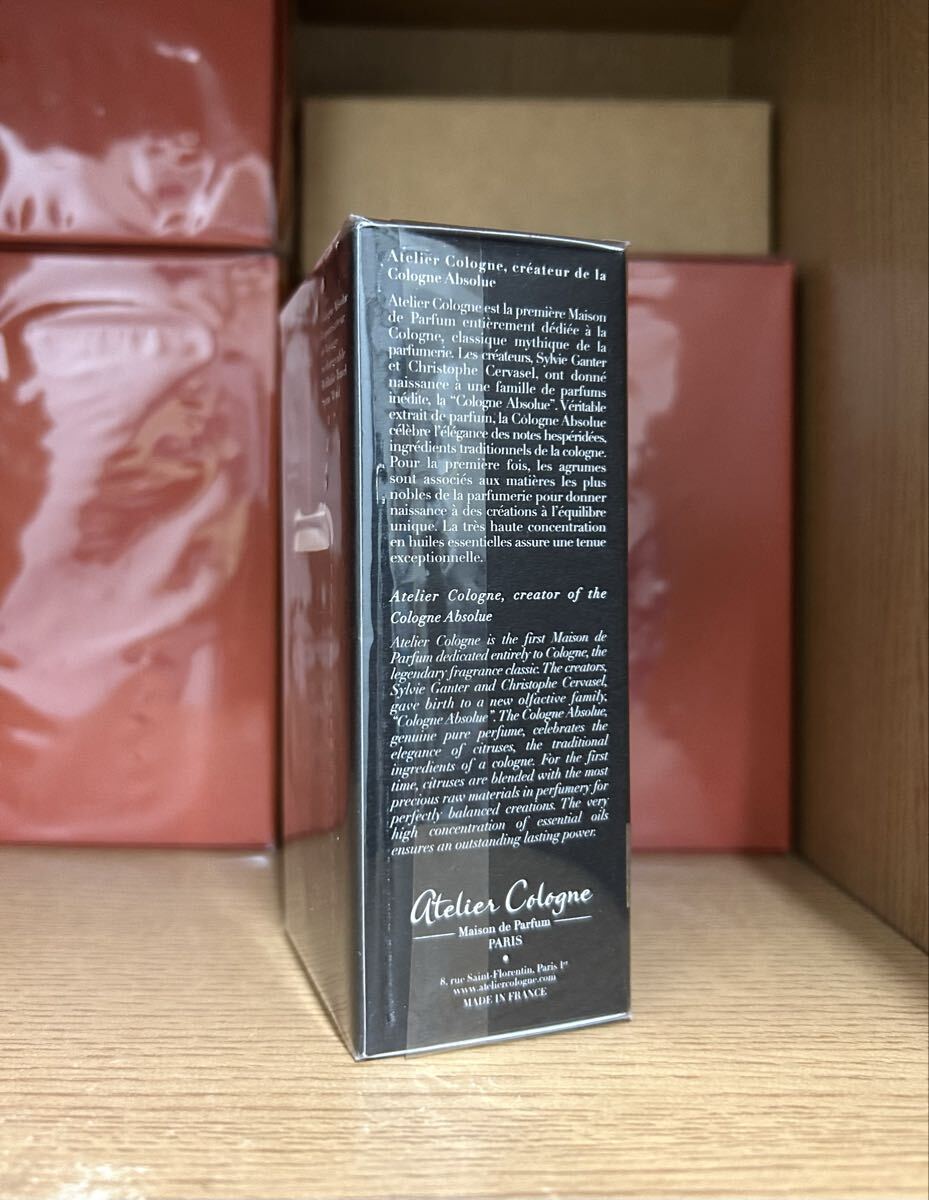 Atelier Cologne, créateur de la
Cologne Absolue
Atelier Cologne est la première Maison
de Parfum entièrement dédiée à la
Cologne, classique mythique de la
parfumerie. Les créateurs, Sylvie Ganter
et Christophe Cervasel, ont donné
naissance à une famille de parfums
inédite, la “Cologne Absolue”. Véritable
extrait de parfum, la Cologne Absolue
célèbre l'élégance des notes hespéridées,
ingrédients traditionnels de la cologne.
Pour la première fois, les agrumes
sont associés aux matières les plus
nobles de la parfumerie pour donner
naissance à des créations à l'équilibre
unique. La très haute concentration
en huiles essentielles assure une tenue
exceptionnelle.
Atelier Cologne, creator of the
Cologne Absolue
Atelier Cologne is the first Maison de
Parfum dedicated entirely to Cologne, the
legendary fragrance classic. The creators,
Sylvie Ganter and Christophe Cervasel,
gave birth to a new olfactive family,
“Cologne Absolue”. The Cologne Absolue,
genuine pure perfume, celebrates the
elegance of citruses, the traditional
ingredients of a cologne. For the first
time, citruses are blended with the most
precious raw materials in perfumery for
perfectly balanced creations. The very
high concentration of essential oils
ensures an outstanding lasting power.
Atelier Cologne
Maison de Parfum
PARIS
8, rue Saint-Florentin, Paris 1er
www.ateliercologne.com
MADE IN FRANCE